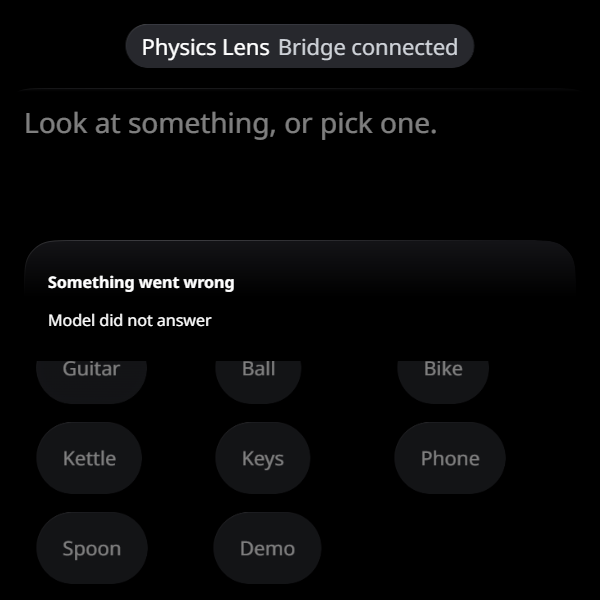 Physics Lens Bridge connected
Look at something, or pick one.
Something went wrong
Model did not answer
Guitar Ball Bike
Kettle Keys Phone
Spoon Demo